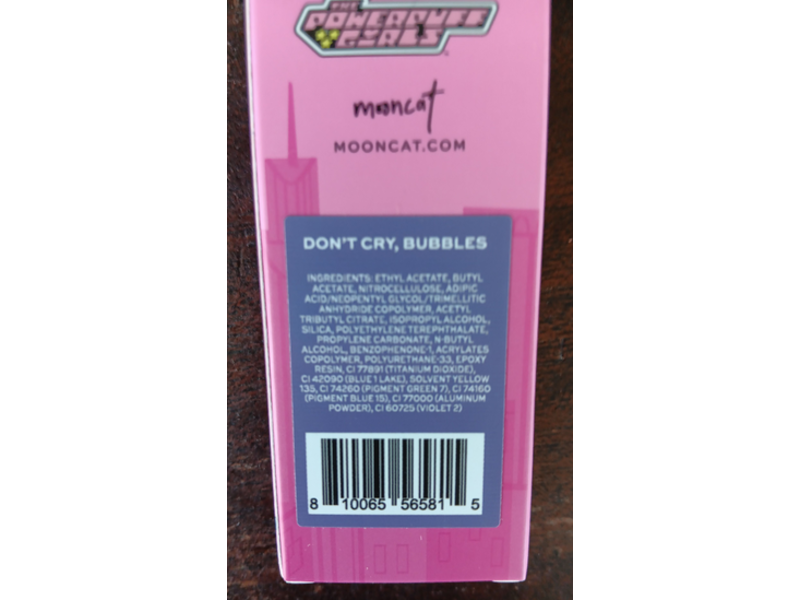 THE
POWERPUFF
GIRLS
mooncat
MOONCAT.COM
DON'T CRY, BUBBLES
INGREDIENTS: ETHYL ACETATE, BUTYL
ACETATE, NITROCELLULOSE, ADIPIC
ACID/NEOPENTYL GLYCOL/TRIMELLITIC
ANHYDRIDE COPOLYMER, ACETYL
TRIBUTYL CITRATE, ISOPROPYL ALCOHOL,
SILICA, POLYETHYLENE TEREPHTHALATE,
PROPYLENE CARBONATE, N-BUTYL
ALCOHOL, BENZOPHENONE-1, ACRYLATES
COPOLYMER, POLYURETHANE-33, EPOXY
RESIN, CI 77891 (TITANIUM DIOXIDE),
CI 42090 (BLUE 1 LAKE), SOLVENT YELLOW
135, CI 74260 (PIGMENT GREEN 7), CI 74160
(PIGMENT BLUE 15), CI 77000 (ALUMINUM
POWDER), CI 60725 (VIOLET 2)
8 10065 56581 5